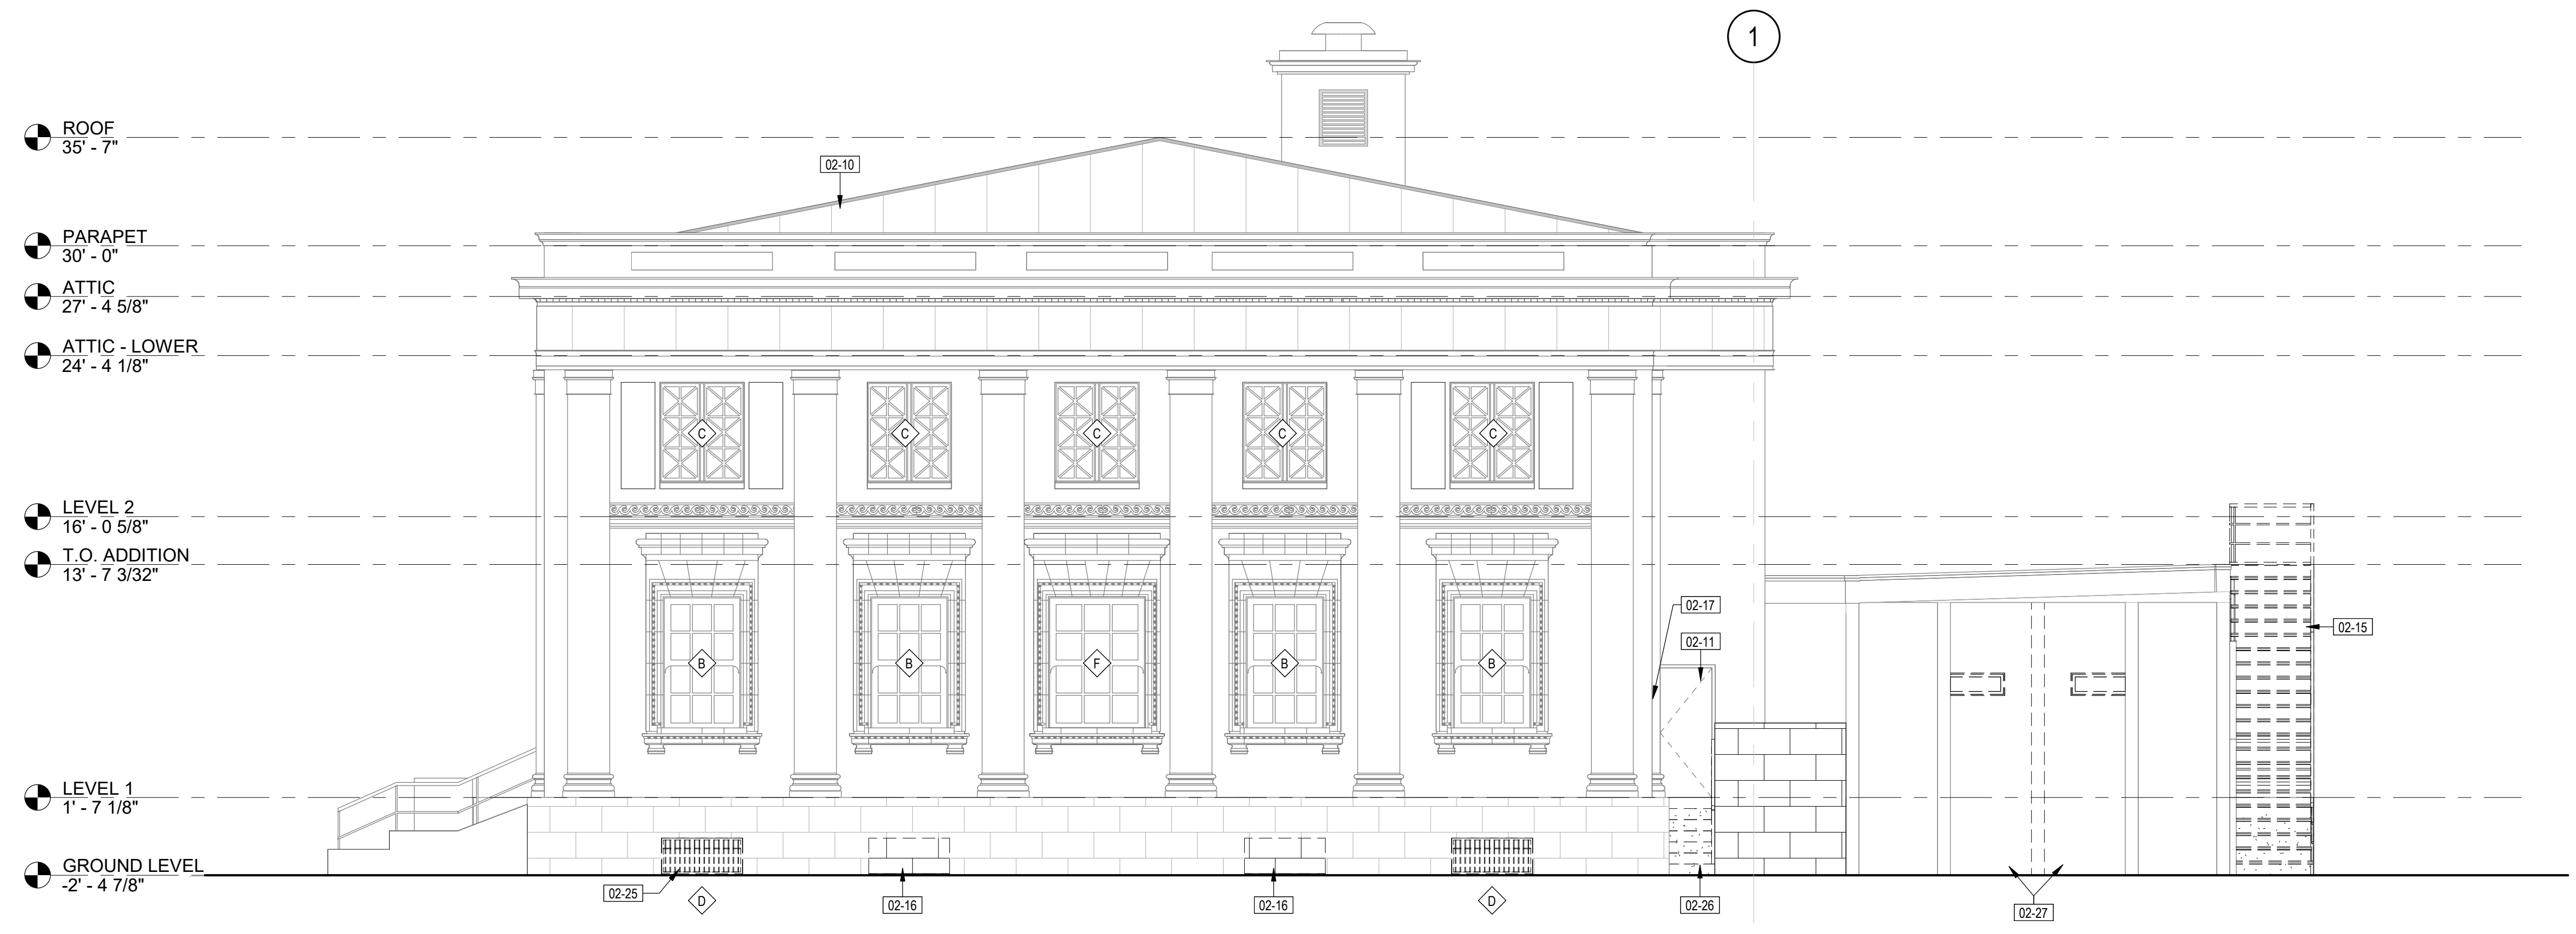 1
ROOF
35' - 7"
02-10
PARAPET
30' - 0"
ATTIC
27' - 4 5/8"
ATTIC - LOWER
24' - 4 1/8"
C C C C C
LEVEL 2
16' - 0 5/8"
T.O. ADDITION
13' - 7 3/32"
02-17
02-15
02-11
B B F B B
LEVEL 1
1' - 7 1/8"
GROUND LEVEL
-2' - 4 7/8"
02-25 D 02-16 02-16 D 02-26 02-27